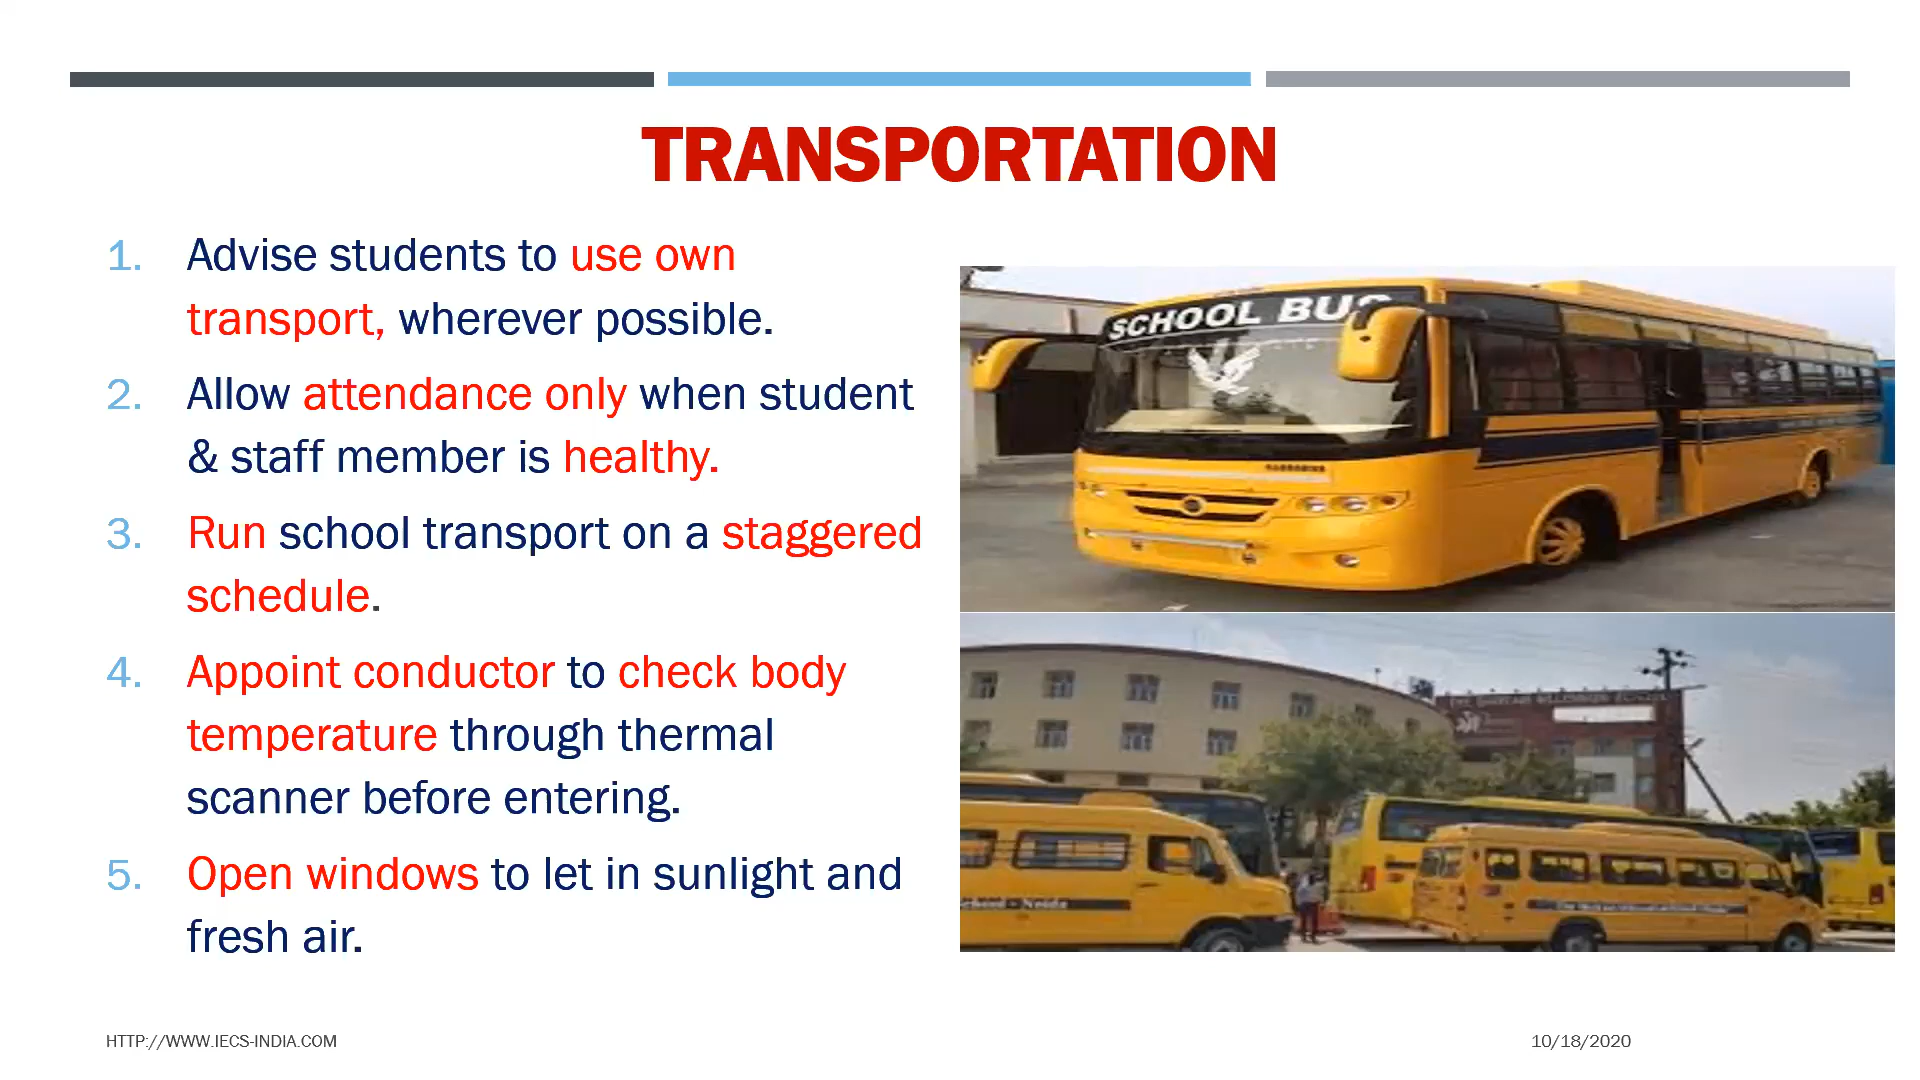 TRANSPORTATION
1. Advise students to use own
transport, wherever possible.
2. Allow attendance only when student
& staff member is healthy.
3. Run school transport on a staggered
schedule.
4. Appoint conductor to check body
temperature through thermal
scanner before entering.
5. Open windows to let in sunlight and
fresh air.
SCHOOL BUS
School - Noida
HTTP://WWW.IECS-INDIA.COM
10/18/2020